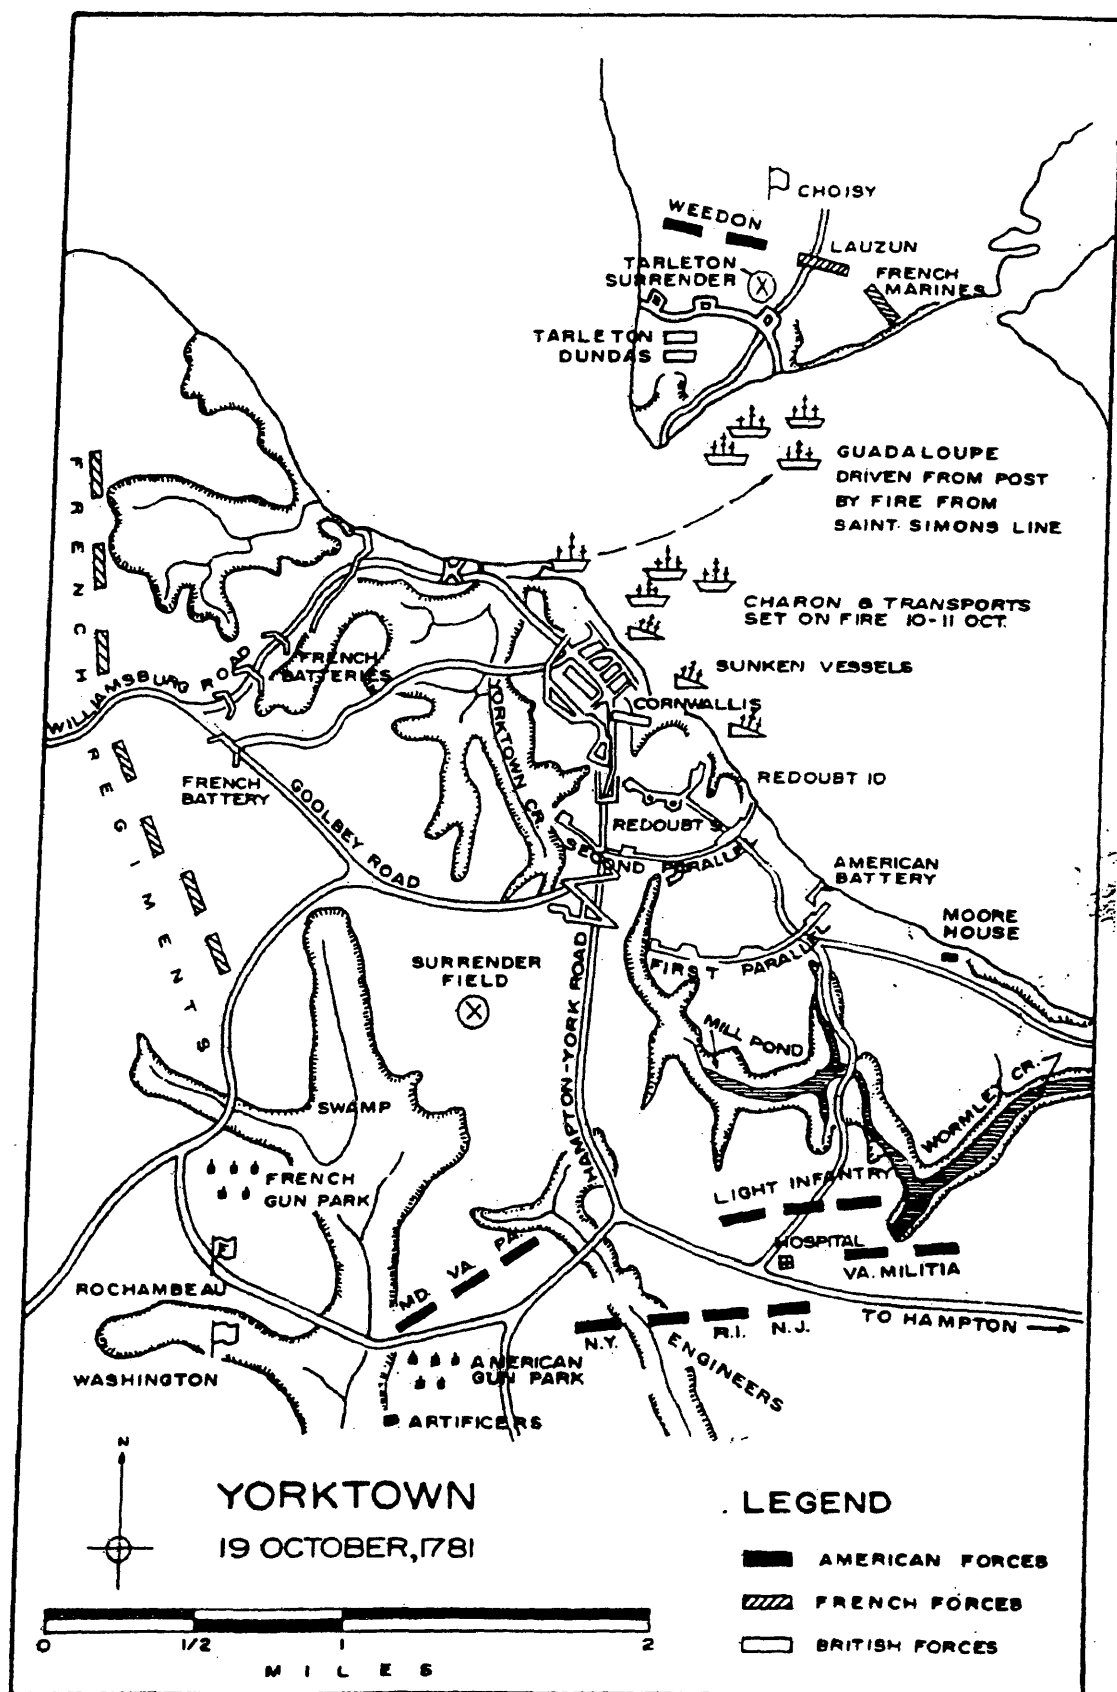 CHOISY
WEEDON
LAUZUN
TARLETON
SURRENDER
FRENCH
MARINES
TARLETON
DUNDAS
GUADALOUPE
DRIVEN FROM POST
BY FIRE FROM
SAINT SIMONS LINE
FRENCH
REGIMENTS
CHARON & TRANSPORTS
SET ON FIRE 10-11 OCT.
SUNKEN VESSELS
CORNWALLIS
WILLIAMSBURG ROAD
FRENCH
BATTERIES
YORKTOWN CR.
FRENCH
BATTERY
GOOLBEY ROAD
REDOUBT 10
REDOUBT 9
SECOND PARALLEL
AMERICAN
BATTERY
MOORE
HOUSE
FIRST PARALLEL
SURRENDER
FIELD
HAMPTON-YORK ROAD
MILL POND
SWAMP
WORMLEY CR.
FRENCH
GUN PARK
LIGHT INFANTRY
HOSPITAL
VA. MILITIA
F
ROCHAMBEAU
MD. VA. PA.
N.Y. R.I. N.J.
ENGINEERS
TO HAMPTON
WASHINGTON
AMERICAN
GUN PARK
ARTIFICERS
N
YORKTOWN
19 OCTOBER, 1781
0 1/2 1 2
MILES
LEGEND
AMERICAN FORCES
FRENCH FORCES
BRITISH FORCES